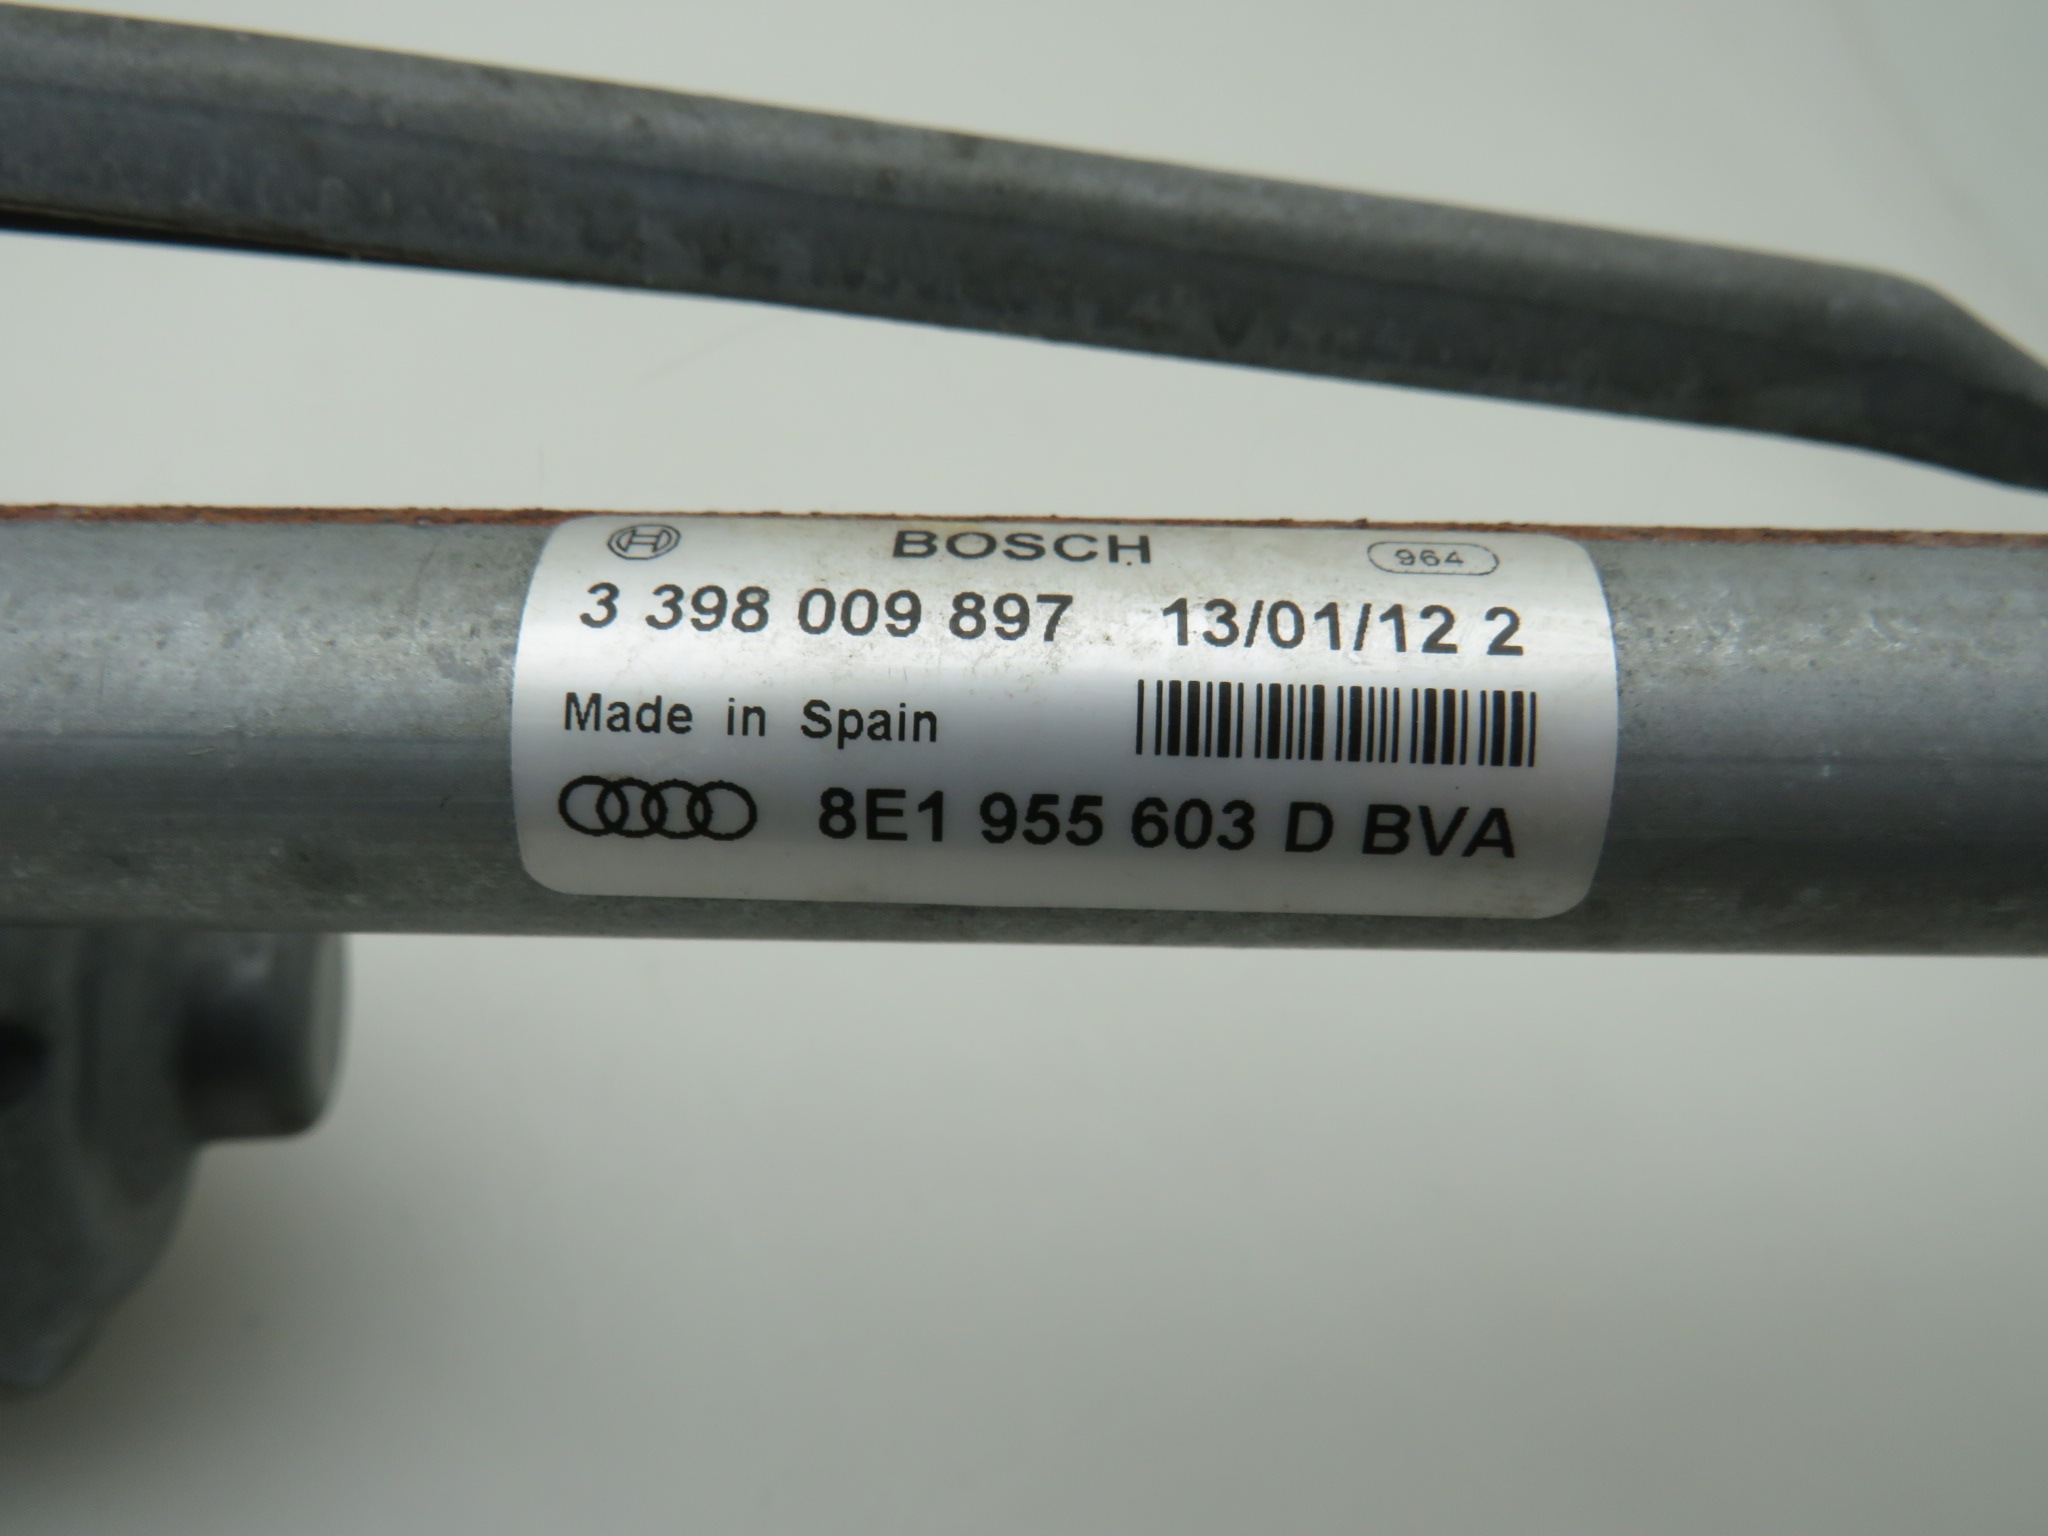 BOSCH 964
3 398 009 897 13/01/12 2
Made in Spain
8E1 955 603 D BVA